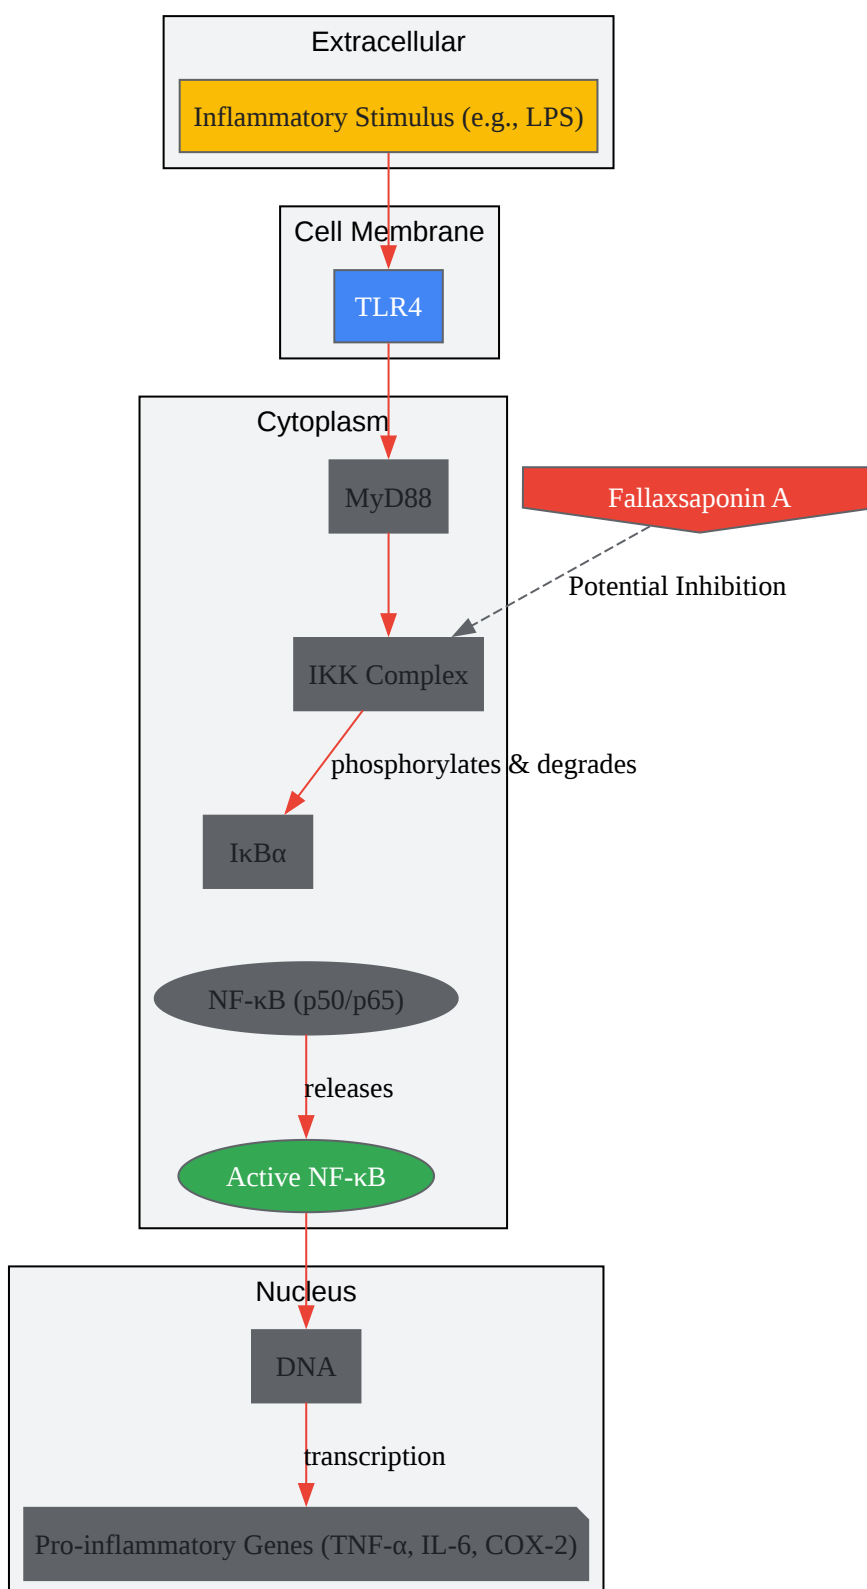 Extracellular
Inflammatory Stimulus (e.g., LPS)
Cell Membrane
TLR4
Cytoplasm
MyD88
Fallaxsaponin A
Potential Inhibition
IKK Complex
phosphorylates & degrades
IκBα
NF-κB (p50/p65)
releases
Active NF-κB
Nucleus
DNA
transcription
Pro-inflammatory Genes (TNF-α, IL-6, COX-2)